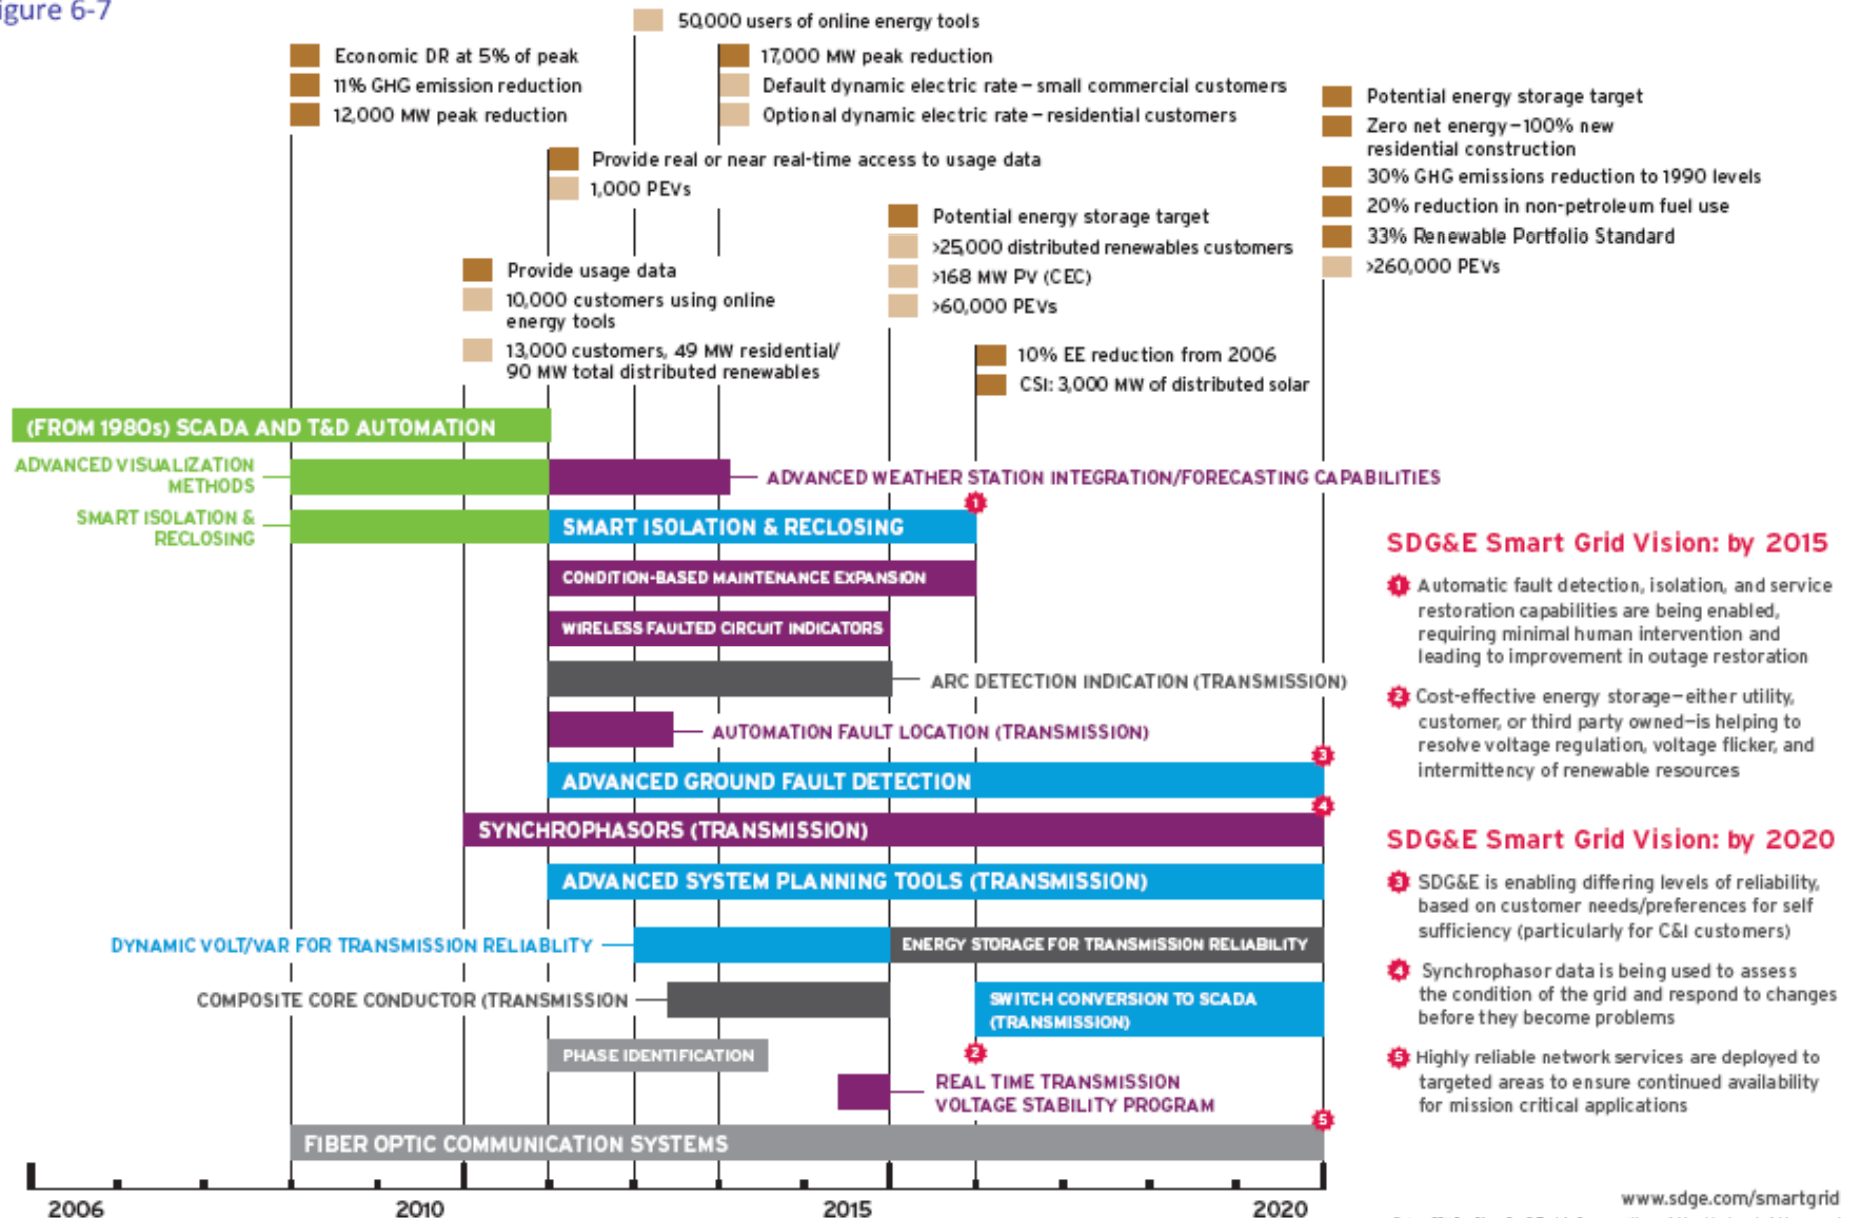 igure 6-7
50,000 users of online energy tools
Economic DR at 5% of peak
11% GHG emission reduction
12,000 MW peak reduction
17,000 MW peak reduction
Default dynamic electric rate – small commercial customers
Optional dynamic electric rate – residential customers
Provide real or near real-time access to usage data
1,000 PEVs
Potential energy storage target
Zero net energy – 100% new
residential construction
30% GHG emissions reduction to 1990 levels
20% reduction in non-petroleum fuel use
33% Renewable Portfolio Standard
>260,000 PEVs
Potential energy storage target
>25,000 distributed renewables customers
>168 MW PV (CEC)
>60,000 PEVs
Provide usage data
10,000 customers using online
energy tools
13,000 customers, 49 MW residential/
90 MW total distributed renewables
10% EE reduction from 2006
CSI: 3,000 MW of distributed solar
(FROM 1980s) SCADA AND T&D AUTOMATION
ADVANCED VISUALIZATION
METHODS
ADVANCED WEATHER STATION INTEGRATION/FORECASTING CAPABILITIES
SMART ISOLATION &
RECLOSING
SMART ISOLATION & RECLOSING
1
CONDITION-BASED MAINTENANCE EXPANSION
WIRELESS FAULTED CIRCUIT INDICATORS
ARC DETECTION INDICATION (TRANSMISSION)
AUTOMATION FAULT LOCATION (TRANSMISSION)
3
ADVANCED GROUND FAULT DETECTION
4
SYNCHROPHASORS (TRANSMISSION)
ADVANCED SYSTEM PLANNING TOOLS (TRANSMISSION)
DYNAMIC VOLT/VAR FOR TRANSMISSION RELIABLITY
ENERGY STORAGE FOR TRANSMISSION RELIABILITY
COMPOSITE CORE CONDUCTOR (TRANSMISSION
SWITCH CONVERSION TO SCADA
(TRANSMISSION)
PHASE IDENTIFICATION
2
REAL TIME TRANSMISSION
VOLTAGE STABILITY PROGRAM
5
FIBER OPTIC COMMUNICATION SYSTEMS
2006 2010 2015 2020
SDG&E Smart Grid Vision: by 2015
1 Automatic fault detection, isolation, and service
restoration capabilities are being enabled,
requiring minimal human intervention and
leading to improvement in outage restoration
2 Cost-effective energy storage – either utility,
customer, or third party owned – is helping to
resolve voltage regulation, voltage flicker, and
intermittency of renewable resources
SDG&E Smart Grid Vision: by 2020
3 SDG&E is enabling differing levels of reliability,
based on customer needs/preferences for self
sufficiency (particularly for C&I customers)
4 Synchrophasor data is being used to assess
the condition of the grid and respond to changes
before they become problems
5 Highly reliable network services are deployed to
targeted areas to ensure continued availability
for mission critical applications
www.sdge.com/smartgrid